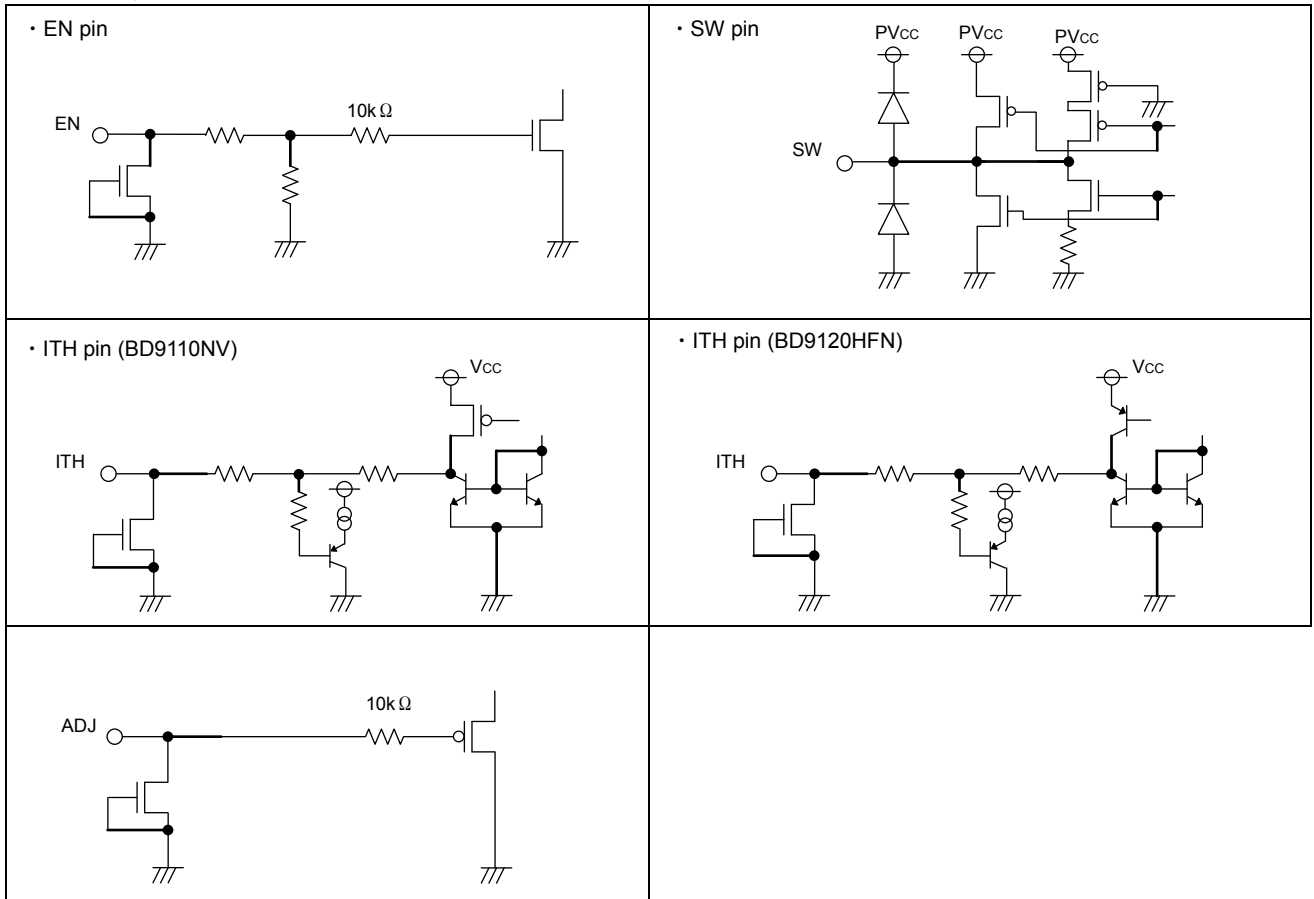 ・EN pin
EN
10kΩ
・SW pin
PVCC PVCC PVCC
SW
・ITH pin (BD9110NV)
VCC
ITH
・ITH pin (BD9120HFN)
VCC
ITH
ADJ
10kΩ